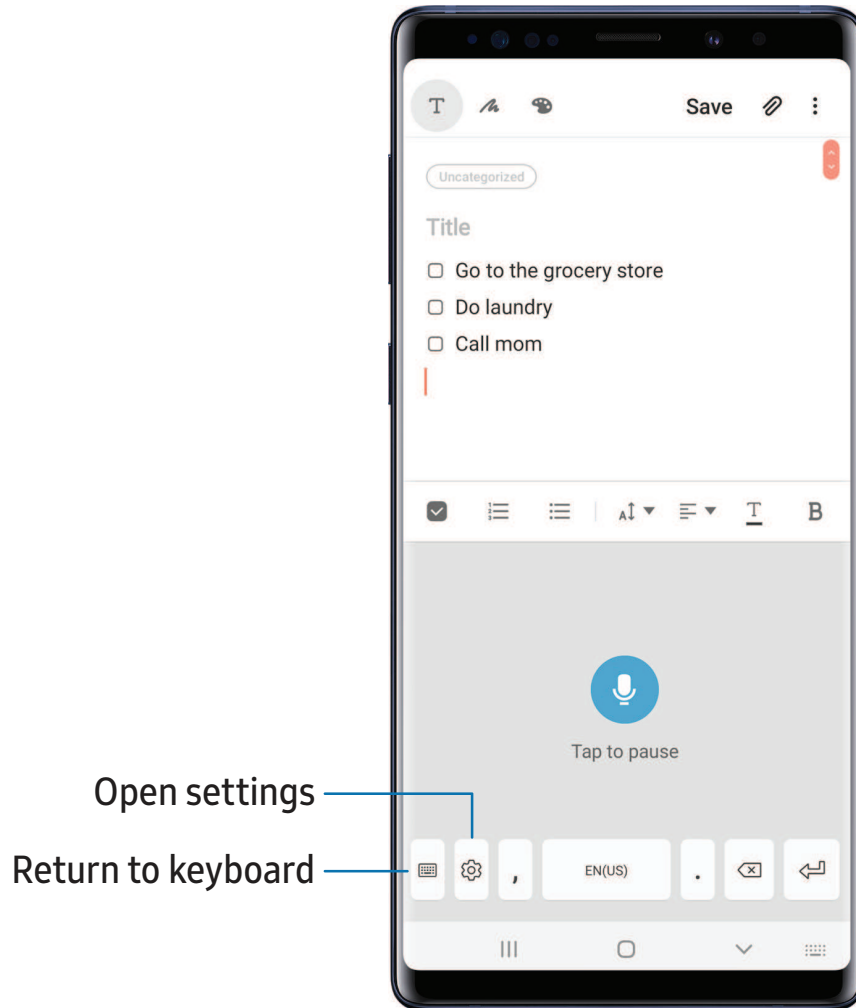 T Save
Uncategorized
Title
Go to the grocery store
Do laundry
Call mom
A T B
Tap to pause
Open settings
Return to keyboard
, EN(US) .